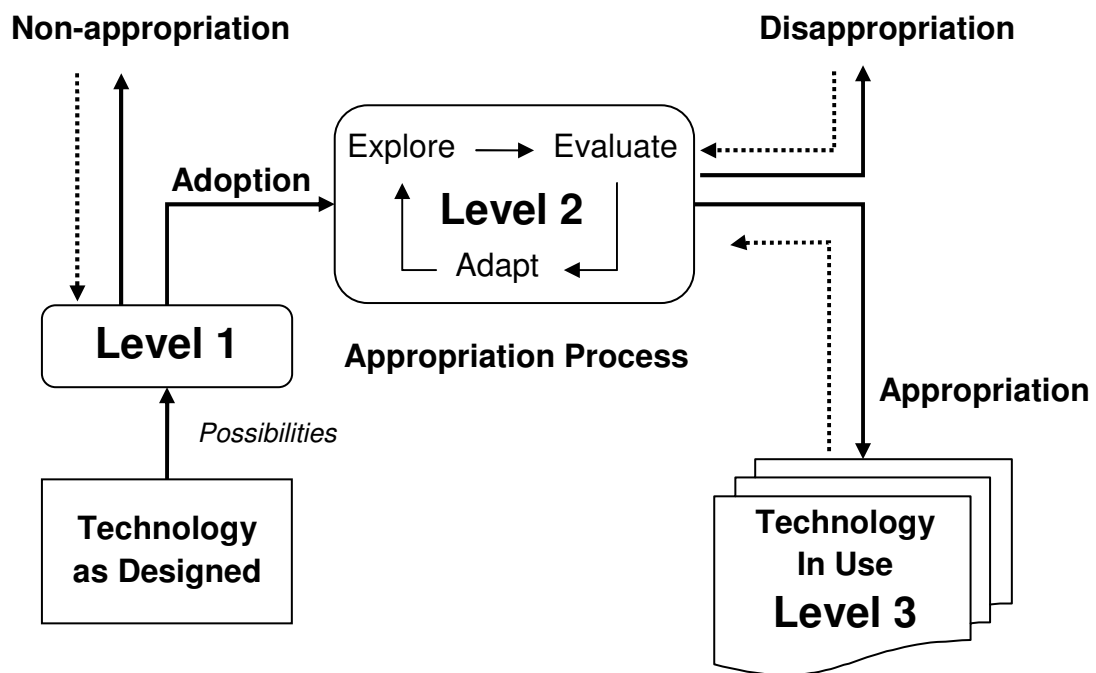 Non-appropriation
Disappropriation
Explore
Evaluate
Adoption
Level 2
Adapt
Level 1
Appropriation Process
Appropriation
Possibilities
Technology
as Designed
Technology
In Use
Level 3